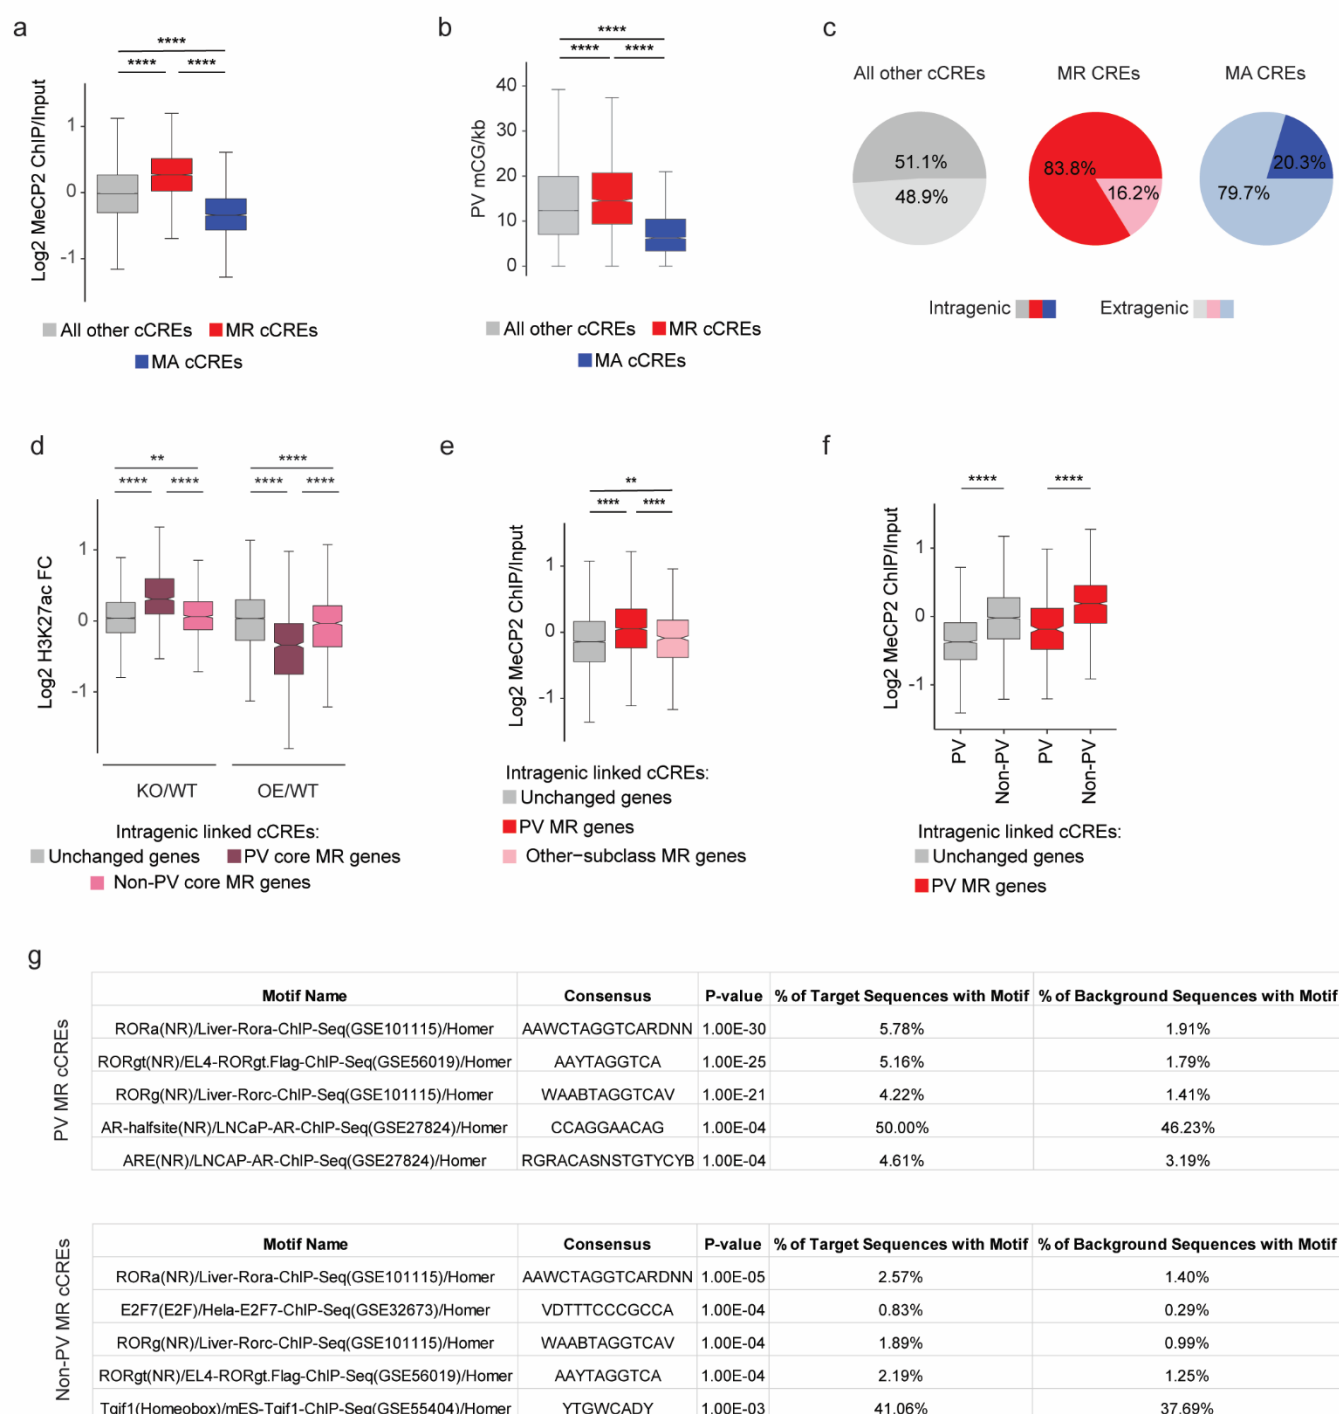 a
****
****
****
Log2 MeCP2 ChIP/Input
1
0
-1
All other cCREs
MR cCREs
MA cCREs
b
****
****
****
PV mCG/kb
40
30
20
10
0
All other cCREs
MR cCREs
MA cCREs
c
All other cCREs
MR CREs
MA CREs
51.1%
48.9%
83.8%
16.2%
20.3%
79.7%
Intragenic
Extragenic
d
**
****
****
****
****
****
Log2 H3K27ac FC
1
0
-1
KO/WT
OE/WT
Intragenic linked cCREs:
Unchanged genes
PV core MR genes
Non-PV core MR genes
e
**
****
****
Log2 MeCP2 ChIP/Input
1
0
-1
Intragenic linked cCREs:
Unchanged genes
PV MR genes
Other-subclass MR genes
f
****
****
Log2 MeCP2 ChIP/Input
1
0
-1
PV
Non-PV
PV
Non-PV
Intragenic linked cCREs:
Unchanged genes
PV MR genes
g
PV MR cCREs
Motif Name Consensus P-value % of Target Sequences with Motif % of Background Sequences with Motif
RORa(NR)/Liver-Rora-ChIP-Seq(GSE101115)/Homer AAWCTAGGTCARDNN 1.00E-30 5.78% 1.91%
RORgt(NR)/EL4-RORgt.Flag-ChIP-Seq(GSE56019)/Homer AAYTAGGTCA 1.00E-25 5.16% 1.79%
RORg(NR)/Liver-Rorc-ChIP-Seq(GSE101115)/Homer WAABTAGGTCAV 1.00E-21 4.22% 1.41%
AR-halfsite(NR)/LNCaP-AR-ChIP-Seq(GSE27824)/Homer CCAGGAACAG 1.00E-04 50.00% 46.23%
ARE(NR)/LNCAP-AR-ChIP-Seq(GSE27824)/Homer RGRACASNSTGTYCYB 1.00E-04 4.61% 3.19%
Non-PV MR cCREs
Motif Name Consensus P-value % of Target Sequences with Motif % of Background Sequences with Motif
RORa(NR)/Liver-Rora-ChIP-Seq(GSE101115)/Homer AAWCTAGGTCARDNN 1.00E-05 2.57% 1.40%
E2F7(E2F)/Hela-E2F7-ChIP-Seq(GSE32673)/Homer VDTTTCCCGCCA 1.00E-04 0.83% 0.29%
RORg(NR)/Liver-Rorc-ChIP-Seq(GSE101115)/Homer WAABTAGGTCAV 1.00E-04 1.89% 0.99%
RORgt(NR)/EL4-RORgt.Flag-ChIP-Seq(GSE56019)/Homer AAYTAGGTCA 1.00E-04 2.19% 1.25%
Tgif1(Homeobox)/mES-Tgif1-ChIP-Seq(GSE55404)/Homer YTGWCADY 1.00E-03 41.06% 37.69%